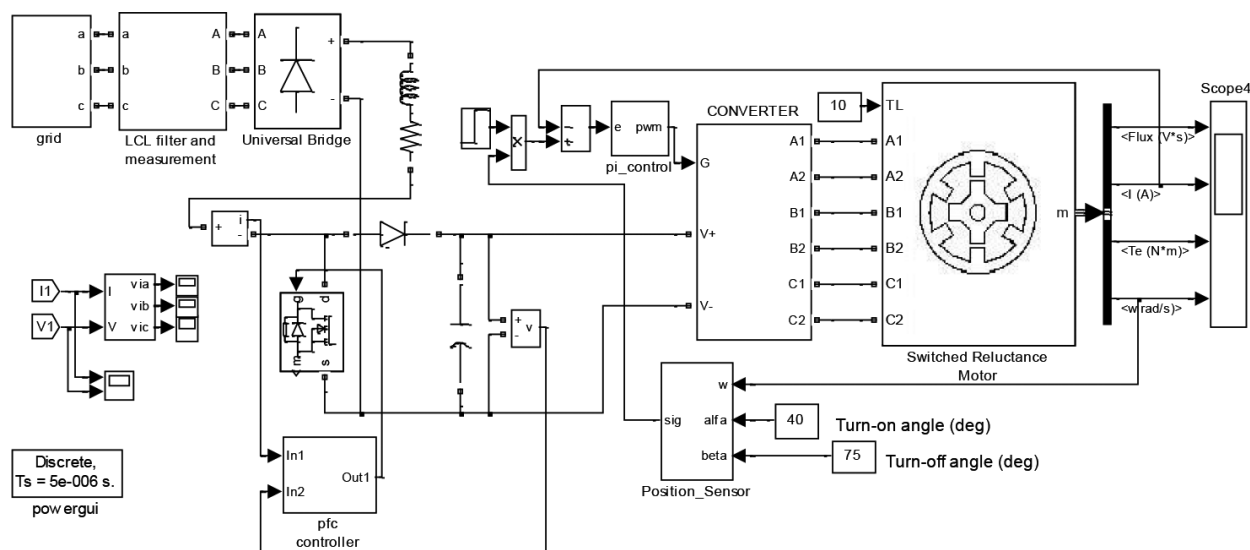 a a A A +
b b B B
c c C C -
grid
LCL filter and
measurement
Universal Bridge
CONVERTER
Scope4
10 TL
e pwm
pi_control
G
A1 A1
A2 A2
B1 B1
B2 B2
C1 C1
C2 C2
V+
V-
m
<Flux (V*s)>
<I (A)>
<Te (N*m)>
<w rad/s)>
Switched Reluctance
Motor
+ i
-
I1 I via
vib
V1 V vic
g d
m s
+ v
-
w
sig alfa 40 Turn-on angle (deg)
beta 75 Turn-off angle (deg)
Position_Sensor
In1
Out1
In2
pfc
controller
Discrete,
Ts = 5e-006 s.
pow ergui